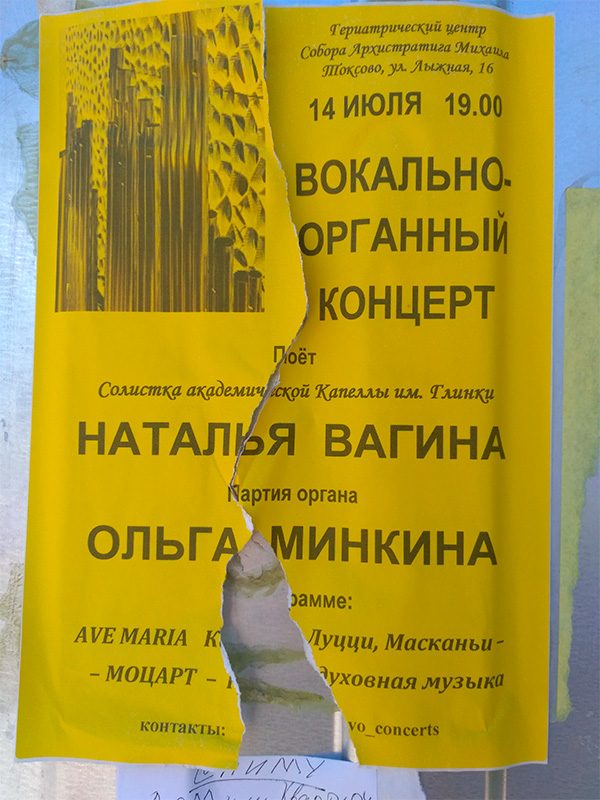 Гериатрический центр
Собора Архистратига Михаила
Токсово, ул. Лыжная, 16
14 ИЮЛЯ 19.00
ВОКАЛЬНО-
ОРГАННЫЙ
КОНЦЕРТ
Поёт
Солистка академической Капеллы им. Глинки
НАТАЛЬЯ ВАГИНА
Партия органа
ОЛЬГА МИНКИНА
рамме:
AVE MARIA К Луцци, Масканьи -
– МОЦАРТ – духовная музыка
контакты: vo_concerts
СНИМУ